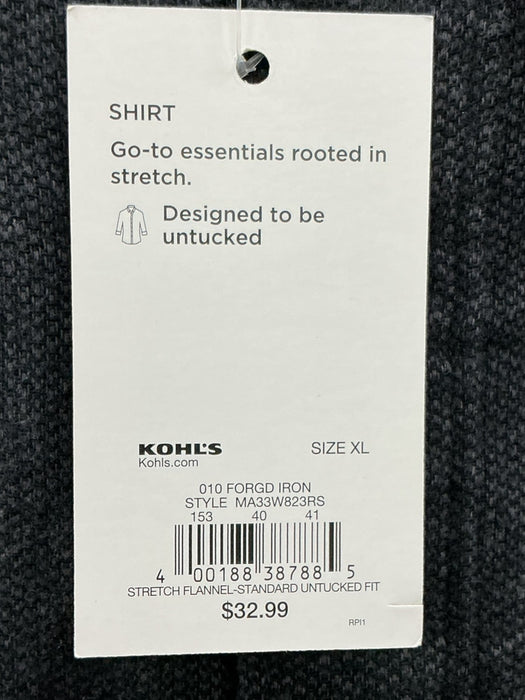 SHIRT
Go-to essentials rooted in
stretch.
Designed to be
untucked
KOHL'S
SIZE XL
Kohls.com
010 FORGD IRON
STYLE MA33W823RS
153 40 41
4 00188 38788 5
STRETCH FLANNEL-STANDARD UNTUCKED FIT
$32.99
RPI1